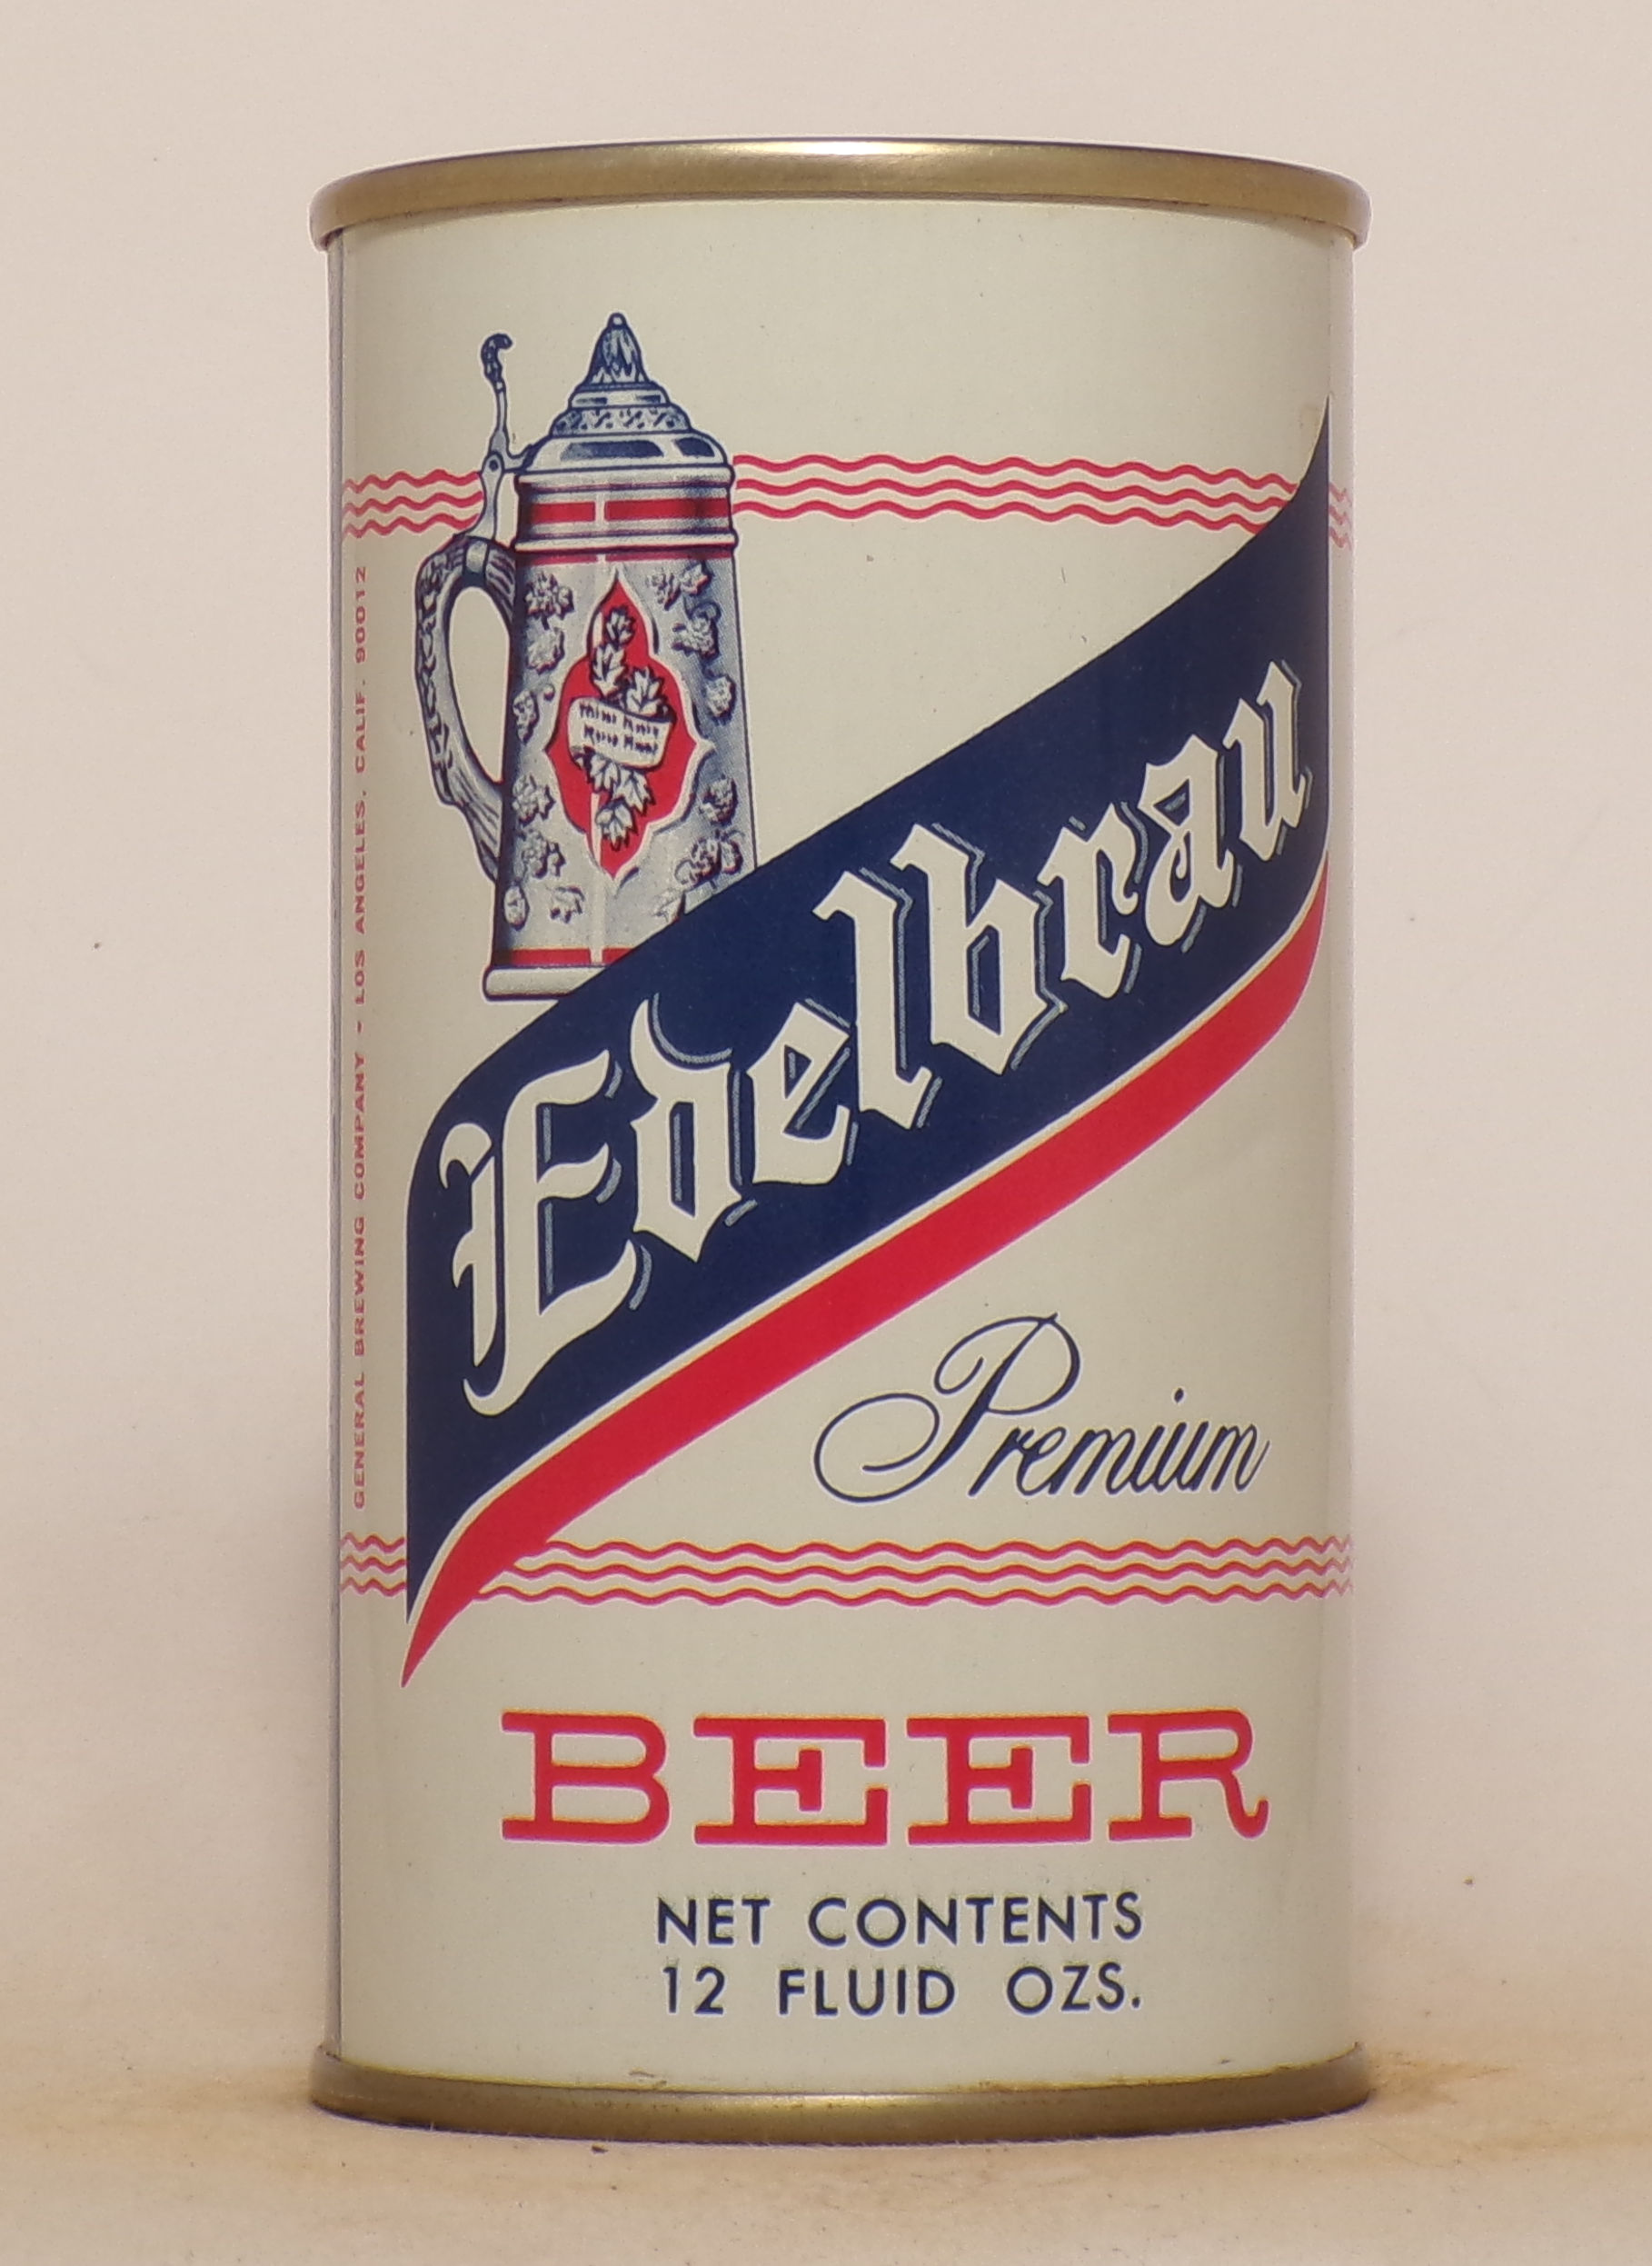 GENERAL BREWING COMPANY • LOS ANGELES, CALIF. 90012
Edelbrau
Premium
BEER
NET CONTENTS
12 FLUID OZS.